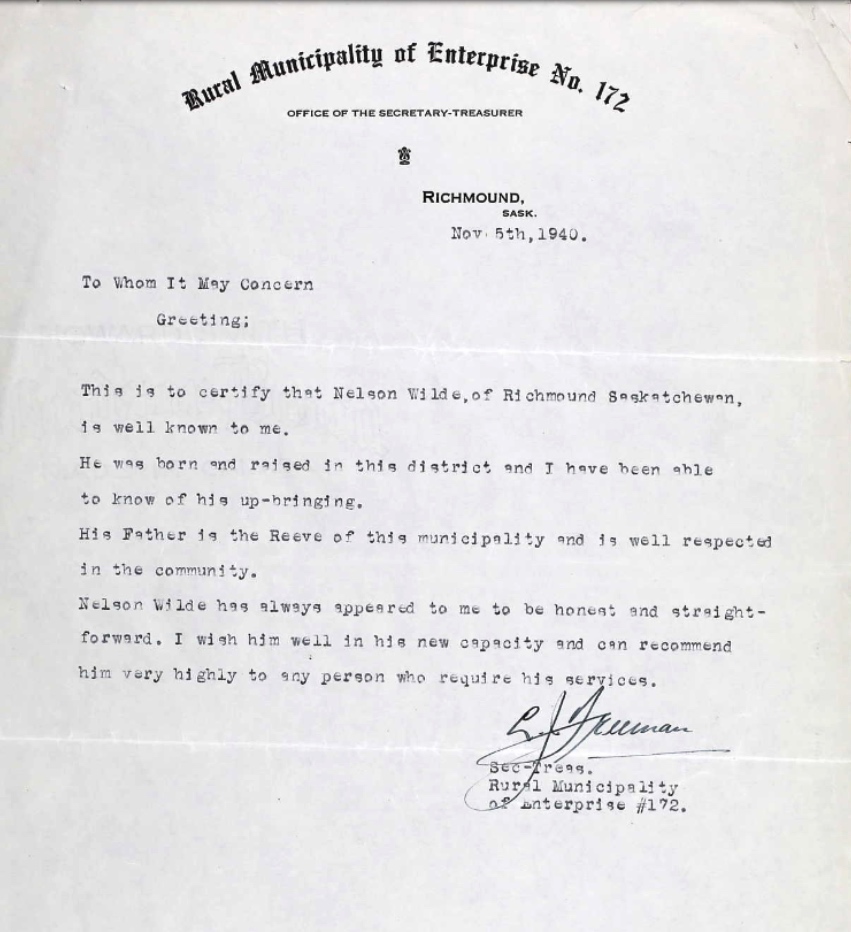 Rural Municipality of Enterprise No. 172
OFFICE OF THE SECRETARY-TREASURER
RICHMOUND,
SASK.
Nov. 5th,1940.
To Whom It May Concern
Greeting;
This is to certify that Nelson Wilde,of Richmound Saskatchewan,
is well known to me.
He was born and raised in this district and I have been able
to know of his up-bringing.
His Father is the Reeve of this municipality and is well respected
in the community.
Nelson Wilde has always appeared to me to be honest and straight-
forward. I wish him well in his new capacity and can recommend
him very highly to any person who require his services.
Freeman
Sec-Treas.
Rural Municipality
of Enterprise #172.